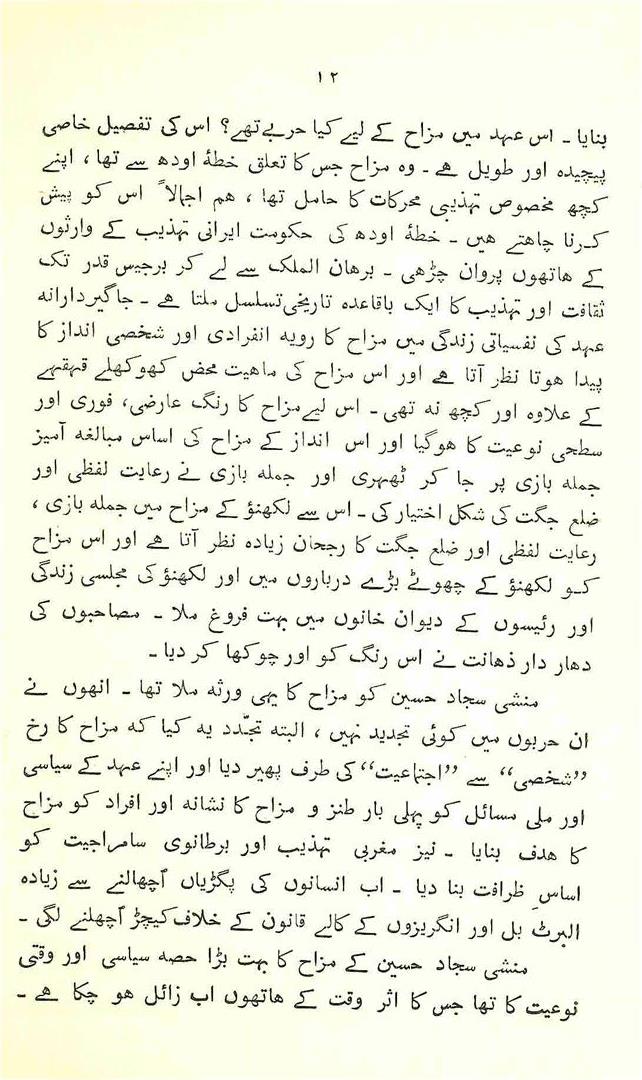 ۱۲
بنایا ۔ اس عہد میں مزاح کے لیے کیا حربے تھے؟ اس کی تفصیل خاصی
پیچیدہ اور طویل ہے ۔ وہ مزاح جس کا تعلق خطۂ اودھ سے تھا ، اپنے
کچھ مخصوص تہذیبی محرکات کا حامل تھا ، ہم اجمالاً اس کو پیش
کرنا چاہتے ہیں ۔ خطۂ اودھ کی حکومت ایرانی تہذیب کے وارثوں
کے ہاتھوں پروان چڑھی ۔ برہان الملک سے لے کر برجیس قدر تک
ثقافت اور تہذیب کا ایک باقاعدہ تاریخی تسلسل ملتا ہے ۔ جاگیردارانہ
عہد کی نفسیاتی زندگی میں مزاح کا رویہ انفرادی اور شخصی انداز کا
پیدا ہوتا نظر آتا ہے اور اس مزاح کی ماہیت محض کھوکھلے قہقہے
کے علاوہ اور کچھ نہ تھی ۔ اس لیے مزاح کا رنگ عارضی، فوری اور
سطحی نوعیت کا ہوگیا اور اس انداز کے مزاح کی اساس مبالغہ آمیز
جملہ بازی پر جا کر ٹھہری اور جملہ بازی نے رعایت لفظی اور
ضلع جگت کی شکل اختیار کی ۔ اس سے لکھنؤ کے مزاح میں جملہ بازی ،
رعایت لفظی اور ضلع جگت کا رجحان زیادہ نظر آتا ہے اور اس مزاح
کو لکھنؤ کے چھوٹے بڑے درباروں میں اور لکھنؤ کی مجلسی زندگی
اور رئیسوں کے دیوان خانوں میں بہت فروغ ملا ۔ مصاحبوں کی
دھار دار ذہانت نے اس رنگ کو اور چوکھا کر دیا ۔
منشی سجاد حسین کو مزاح کا یہی ورثہ ملا تھا ۔ انھوں نے
ان حربوں میں کوئی تجدید نہیں ، البتہ تجدّد یہ کیا کہ مزاح کا رخ
”شخصی“ سے ”اجتماعیت“ کی طرف پھیر دیا اور اپنے عہد کے سیاسی
اور ملی مسائل کو پہلی بار طنز و مزاح کا نشانہ اور افراد کو مزاح
کا ہدف بنایا ۔ نیز مغربی تہذیب اور برطانوی سامراجیت کو
اساسِ ظرافت بنا دیا ۔ اب انسانوں کی پگڑیاں اُچھالنے سے زیادہ
البرٹ بل اور انگریزوں کے کالے قانون کے خلاف کیچڑ اُچھلنے لگی ۔
منشی سجاد حسین کے مزاح کا بہت بڑا حصہ سیاسی اور وقتی
نوعیت کا تھا جس کا اثر وقت کے ہاتھوں اب زائل ہو چکا ہے ۔